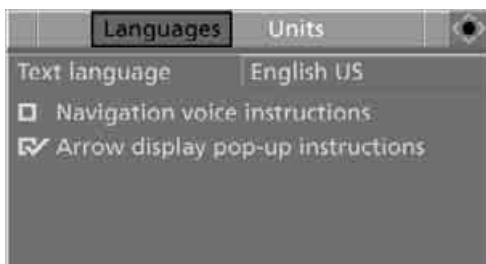 Languages Units
Text language English US
Navigation voice instructions
Arrow display pop-up instructions